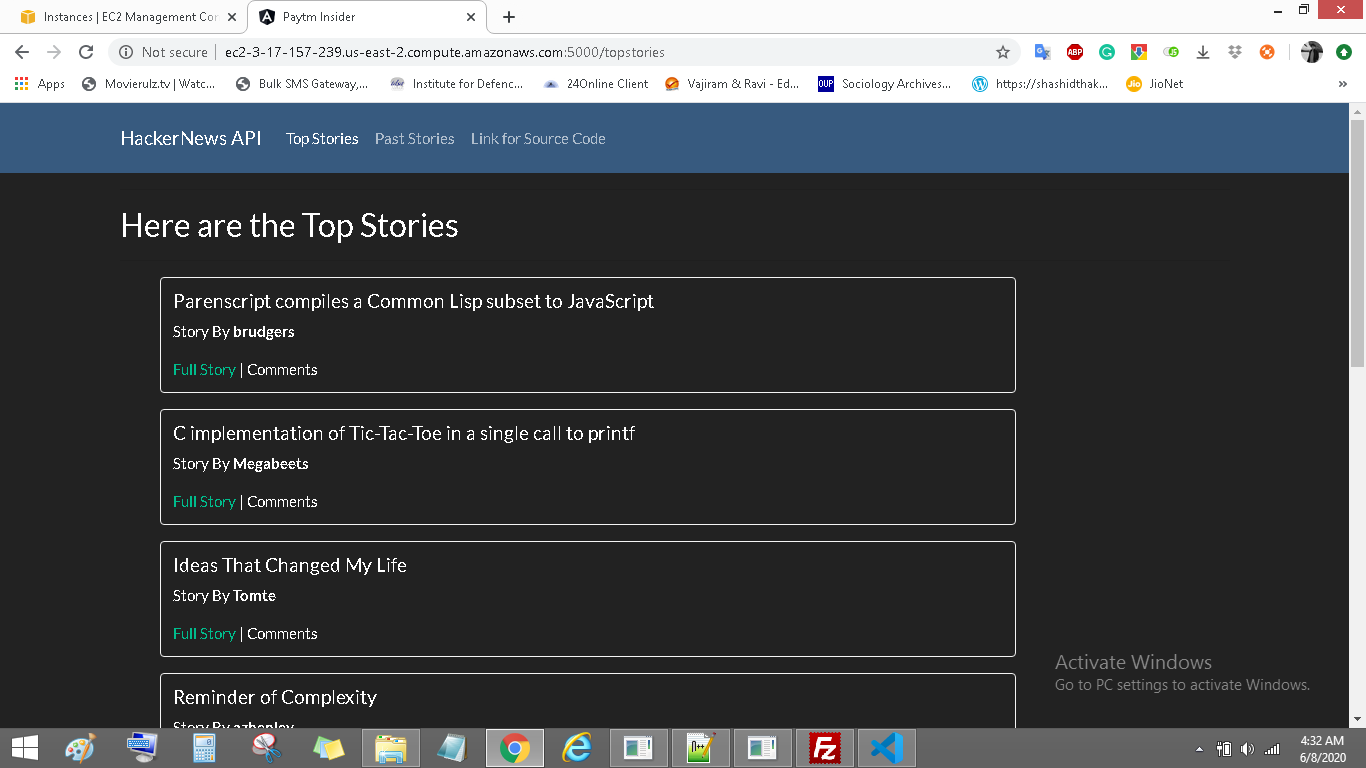 Instances | EC2 Management Con
Paytm Insider
Not secure | ec2-3-17-157-239.us-east-2.compute.amazonaws.com:5000/topstories
Apps Movierulz.tv | Watc... Bulk SMS Gateway,... Institute for Defenc... 24Online Client Vajiram & Ravi - Ed... OUP Sociology Archives... https://shashidthak... Jio JioNet »
HackerNews API Top Stories Past Stories Link for Source Code
Here are the Top Stories
Parenscript compiles a Common Lisp subset to JavaScript
Story By brudgers
Full Story | Comments
C implementation of Tic-Tac-Toe in a single call to printf
Story By Megabeets
Full Story | Comments
Ideas That Changed My Life
Story By Tomte
Full Story | Comments
Reminder of Complexity
Story By azhenley
Activate Windows
Go to PC settings to activate Windows.
4:32 AM
6/8/2020